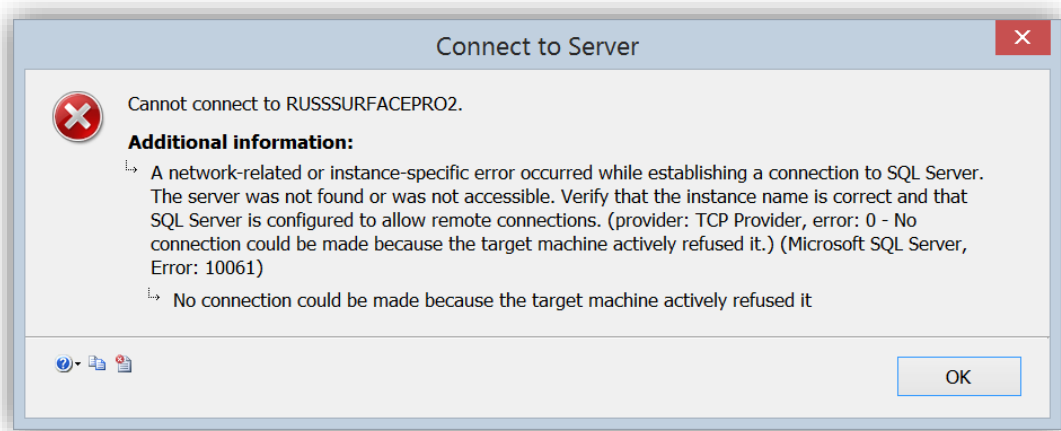 Connect to Server
Cannot connect to RUSSSURFACEPRO2.
Additional information:
A network-related or instance-specific error occurred while establishing a connection to SQL Server.
The server was not found or was not accessible. Verify that the instance name is correct and that
SQL Server is configured to allow remote connections. (provider: TCP Provider, error: 0 - No
connection could be made because the target machine actively refused it.) (Microsoft SQL Server,
Error: 10061)
No connection could be made because the target machine actively refused it
OK